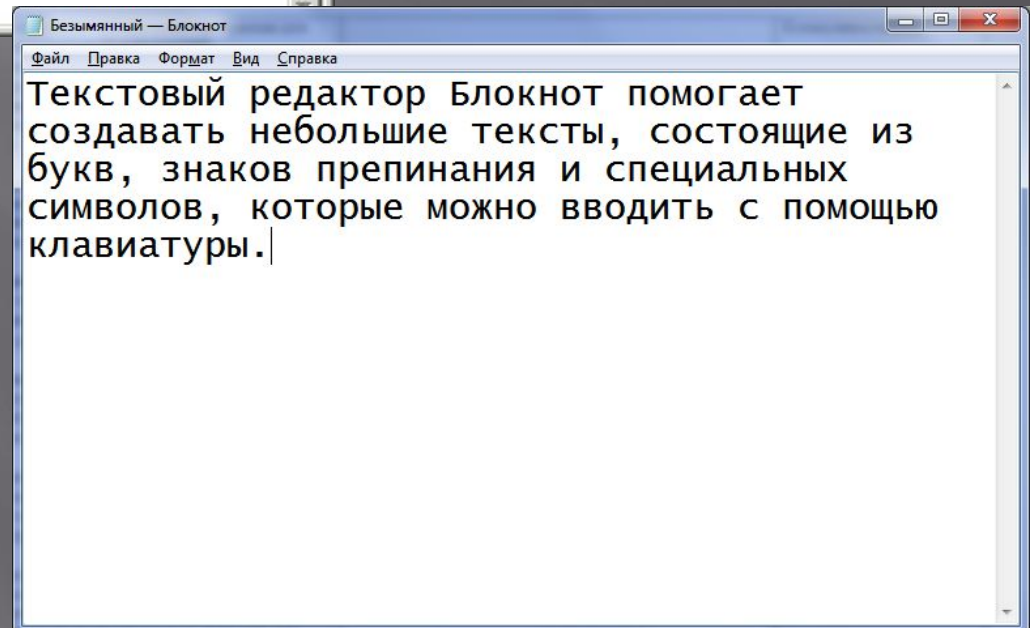 Безымянный — Блокнот
Файл Правка Формат Вид Справка
Текстовый редактор Блокнот помогает
создавать небольшие тексты, состоящие из
букв, знаков препинания и специальных
символов, которые можно вводить с помощью
клавиатуры.